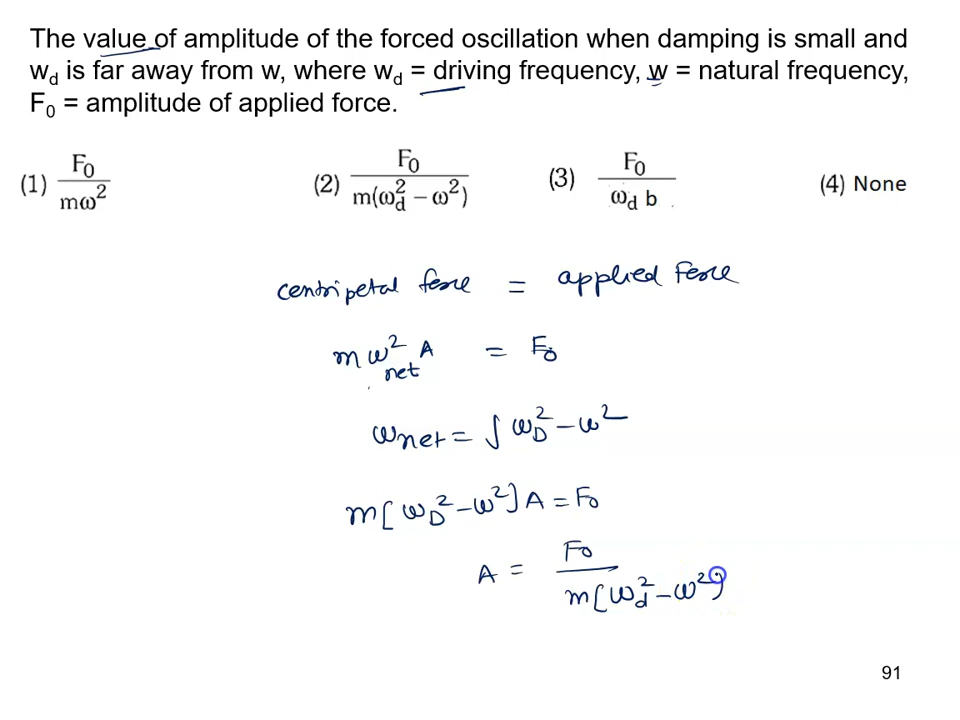 The value of amplitude of the forced oscillation when damping is small and
w_d is far away from w, where w_d = driving frequency, w = natural frequency,
F_0 = amplitude of applied force.
(1) F_0 / mω^2 (2) F_0 / m(ω_d^2 − ω^2) (3) F_0 / ω_d b (4) None
centripetal force = applied Force
m ω^2_net A = F_0
ω_net = ∫ ω_D^2 − ω^2
m[ω_D^2 − ω^2] A = F_0
A = F_0 / m[ω_d^2 − ω^2]
91